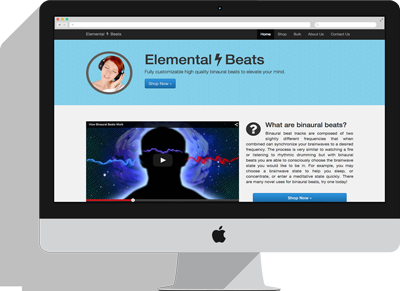 Elemental Beats
Home Shop Bulk About Us Contact Us
Elemental Beats
Fully customizable high quality binaural beats to elevate your mind.
Shop Now
How Binaural Beats Work
What are binaural beats?
Binaural beat tracks are composed of two
slightly different frequencies that when
combined can synchronize your brainwaves to a desired
frequency. The process is very similar to watching a fire
or listening to rhythmic drumming but with binaural
beats you are able to consciously choose the brainwave
state you would like to be in. For example, you may
choose a brainwave state to help you sleep, or
concentrate, or enter a meditative state quickly. There
are many novel uses for binaural beats, try one today!
Shop Now